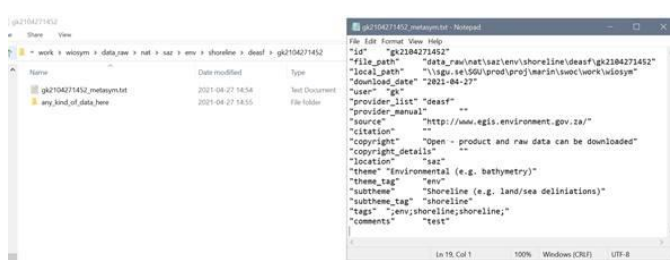 gk2104271452
Share View
work › wiosym › data_raw › nat › saz › env › shoreline › deasf › gk2104271452
Name Date modified Type
gk2104271452_metasym.txt 2021-04-27 14:54 Text Document
any_kind_of_data_here 2021-04-27 14:55 File folder
gk2104271452_metasym.txt - Notepad
File Edit Format View Help
"id" "gk2104271452"
"file_path" "data_raw\nat\saz\env\shoreline\deasf\gk2104271452
"local_path" "\\sgu.se\SGU\prod\proj\marin\swoc\work\wiosym"
"download_date" "2021-04-27"
"user" "gk"
"provider_list" "deasf"
"provider_manual" ""
"source" "http://www.egis.environment.gov.za/"
"citation" ""
"copyright" "Open - product and raw data can be downloaded"
"copyright_details" ""
"location" "saz"
"theme" "Environmental (e.g. bathymetry)"
"theme_tag" "env"
"subtheme" "Shoreline (e.g. land/sea deliniations)"
"subtheme_tag" "shoreline"
"tags" ";env;shoreline;shoreline;"
"comments" "test"
Ln 19, Col 1 100% Windows (CRLF) UTF-8